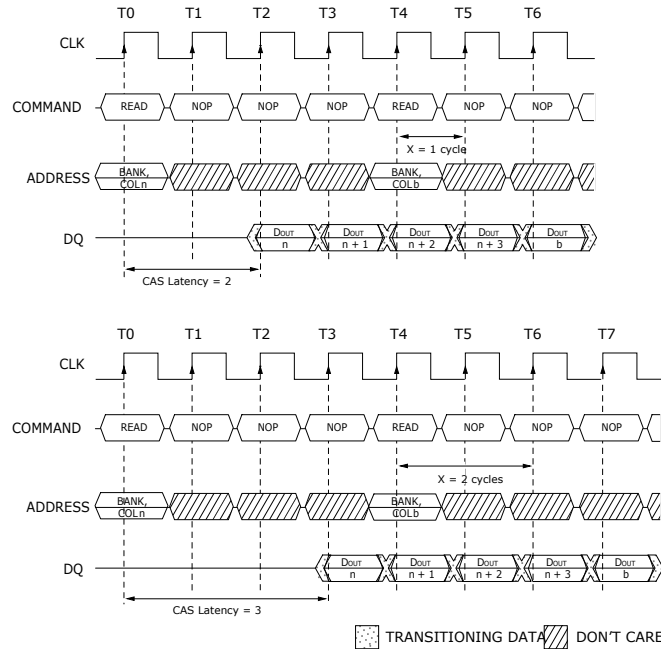 T0 T1 T2 T3 T4 T5 T6
CLK
COMMAND READ NOP NOP NOP READ NOP NOP
X = 1 cycle
ADDRESS BANK, COLn BANK, COLb
DQ DOUT n DOUT n + 1 DOUT n + 2 DOUT n + 3 DOUT b
CAS Latency = 2
T0 T1 T2 T3 T4 T5 T6 T7
CLK
COMMAND READ NOP NOP NOP READ NOP NOP NOP
X = 2 cycles
ADDRESS BANK, COLn BANK, COLb
DQ DOUT n DOUT n + 1 DOUT n + 2 DOUT n + 3 DOUT b
CAS Latency = 3
TRANSITIONING DATA DON'T CARE